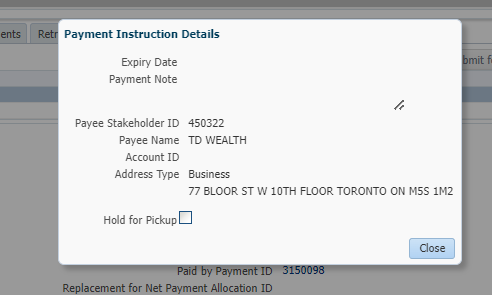 ents
Retr
Payment Instruction Details
bmit fo
Expiry Date
Payment Note
Payee Stakeholder ID 450322
Payee Name TD WEALTH
Account ID
Address Type Business
77 BLOOR ST W 10TH FLOOR TORONTO ON M5S 1M2
Hold for Pickup
Close
Paid by Payment ID 3150098
Replacement for Net Payment Allocation ID